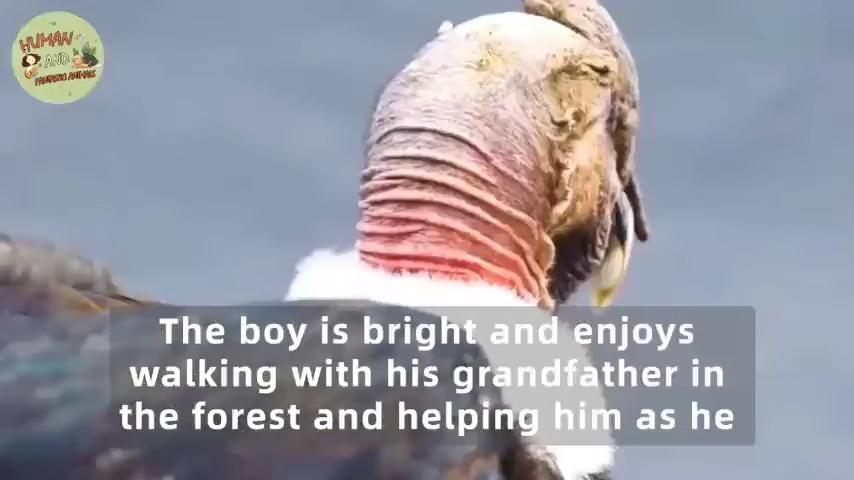 HUMAN
AND
The boy is bright and enjoys
walking with his grandfather in
the forest and helping him as he